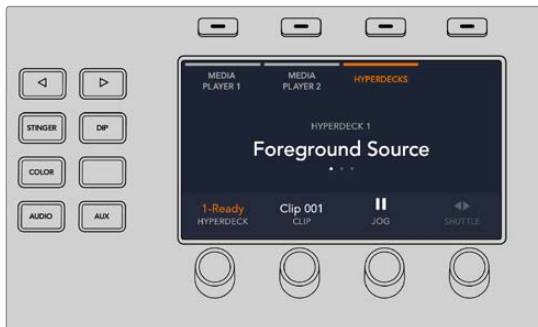 MEDIA PLAYER 1
MEDIA PLAYER 2
HYPERDECKS
STINGER
DIP
COLOR
AUDIO
AUX
HYPERDECK 1
Foreground Source
1-Ready
HYPERDECK
Clip 001
CLIP
JOG
SHUTTLE